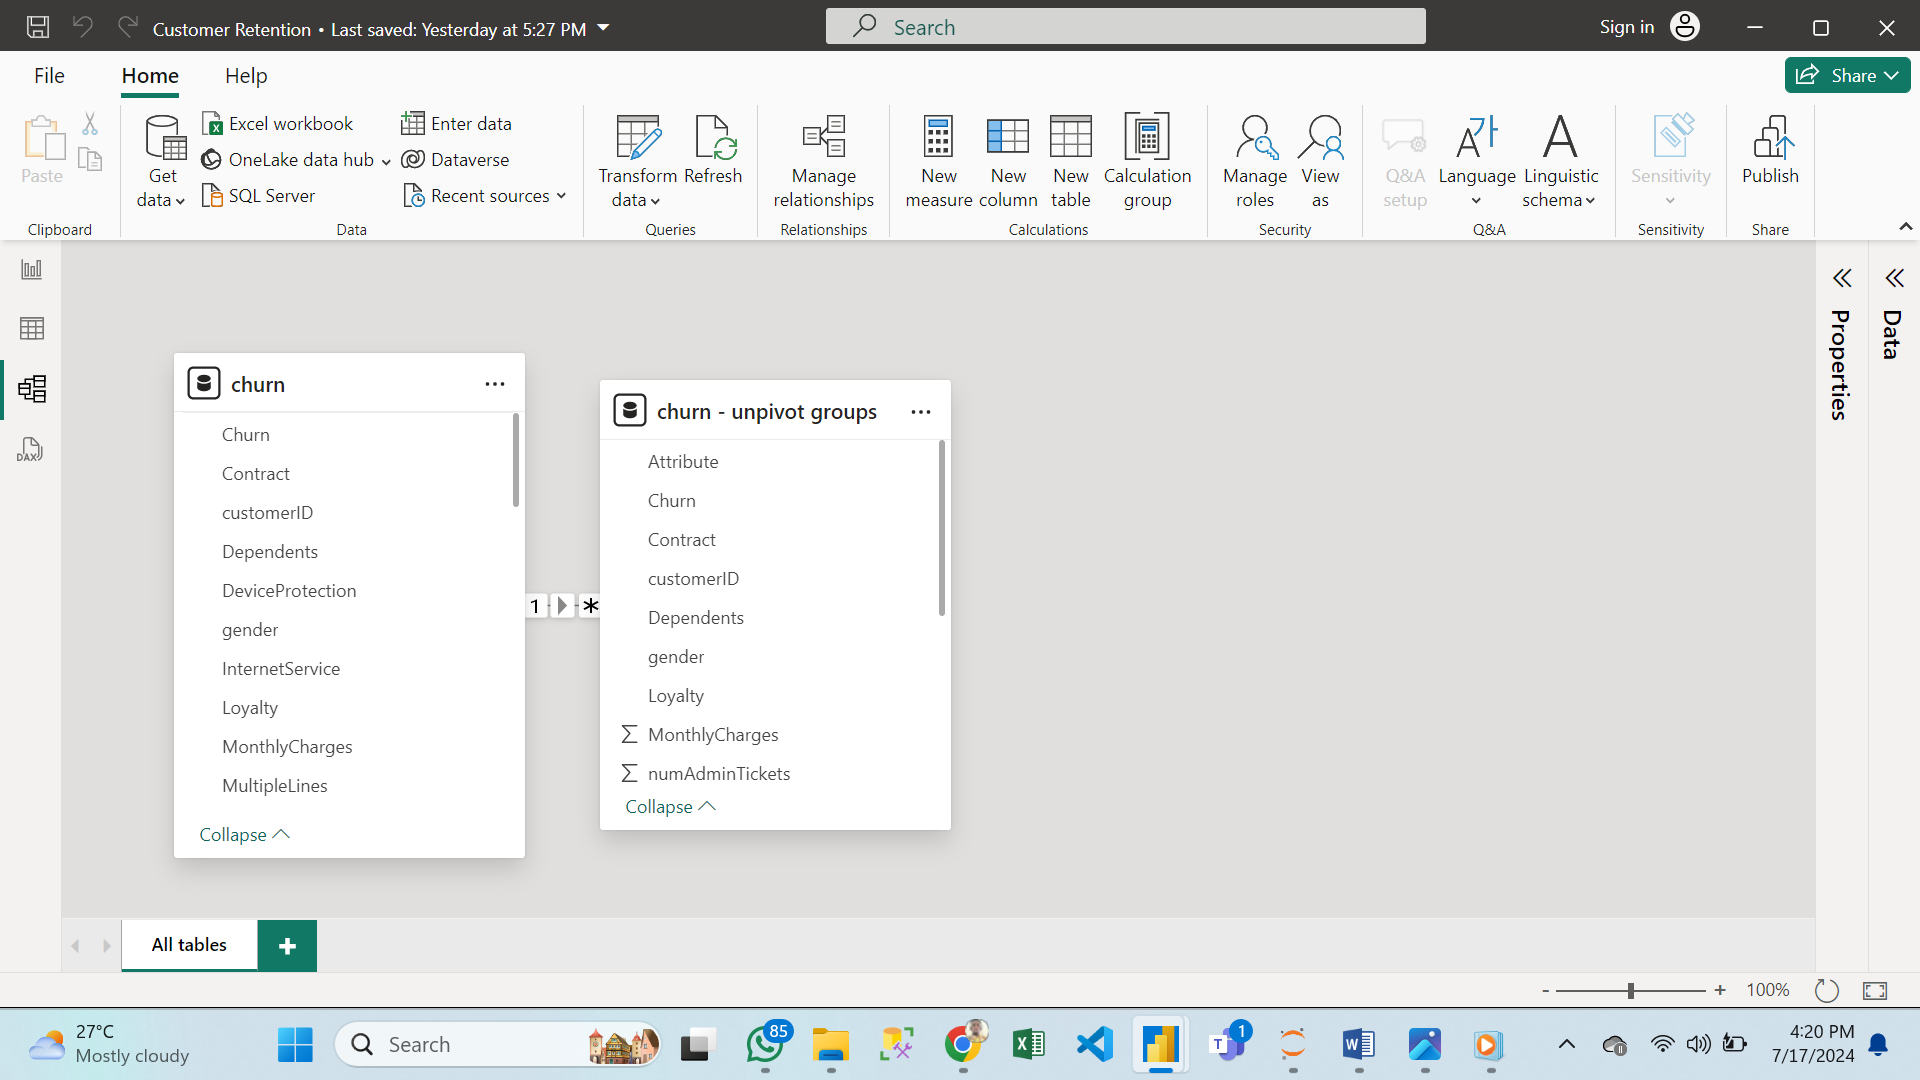 Customer Retention • Last saved: Yesterday at 5:27 PM
Search
Sign in
File
Home
Help
Share
Paste
Clipboard
Get data
Excel workbook
OneLake data hub
SQL Server
Enter data
Dataverse
Recent sources
Data
Transform data
Refresh
Queries
Manage relationships
Relationships
New measure
New column
New table
Calculation group
Calculations
Manage roles
View as
Security
Q&A setup
Language
Linguistic schema
Q&A
Sensitivity
Sensitivity
Publish
Share
DAX
churn
Churn
Contract
customerID
Dependents
DeviceProtection
gender
InternetService
Loyalty
MonthlyCharges
MultipleLines
Collapse
1
*
churn - unpivot groups
Attribute
Churn
Contract
customerID
Dependents
gender
Loyalty
∑ MonthlyCharges
∑ numAdminTickets
Collapse
Properties
Data
All tables
+
- + 100%
27°C
Mostly cloudy
Search
85
1
4:20 PM
7/17/2024